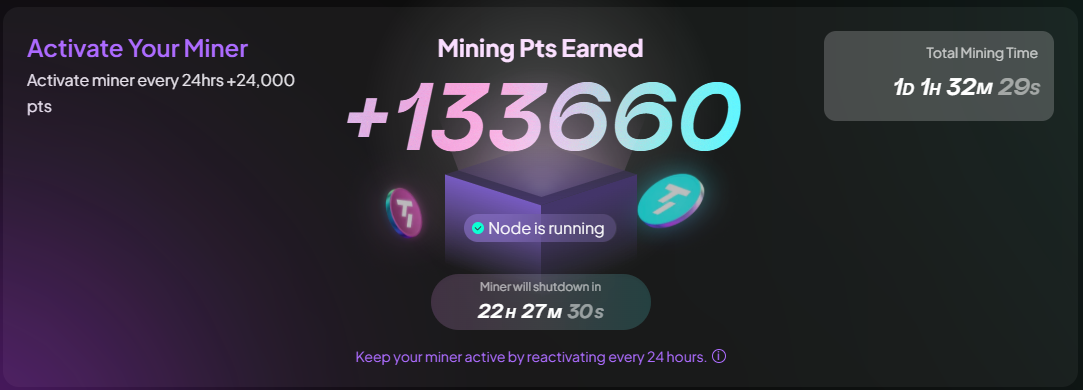 Activate Your Miner
Activate miner every 24hrs +24,000
pts
Mining Pts Earned
+133660
Total Mining Time
1D 1H 32M 29S
Node is running
Miner will shutdown in
22H 27M 30S
Keep your miner active by reactivating every 24 hours.